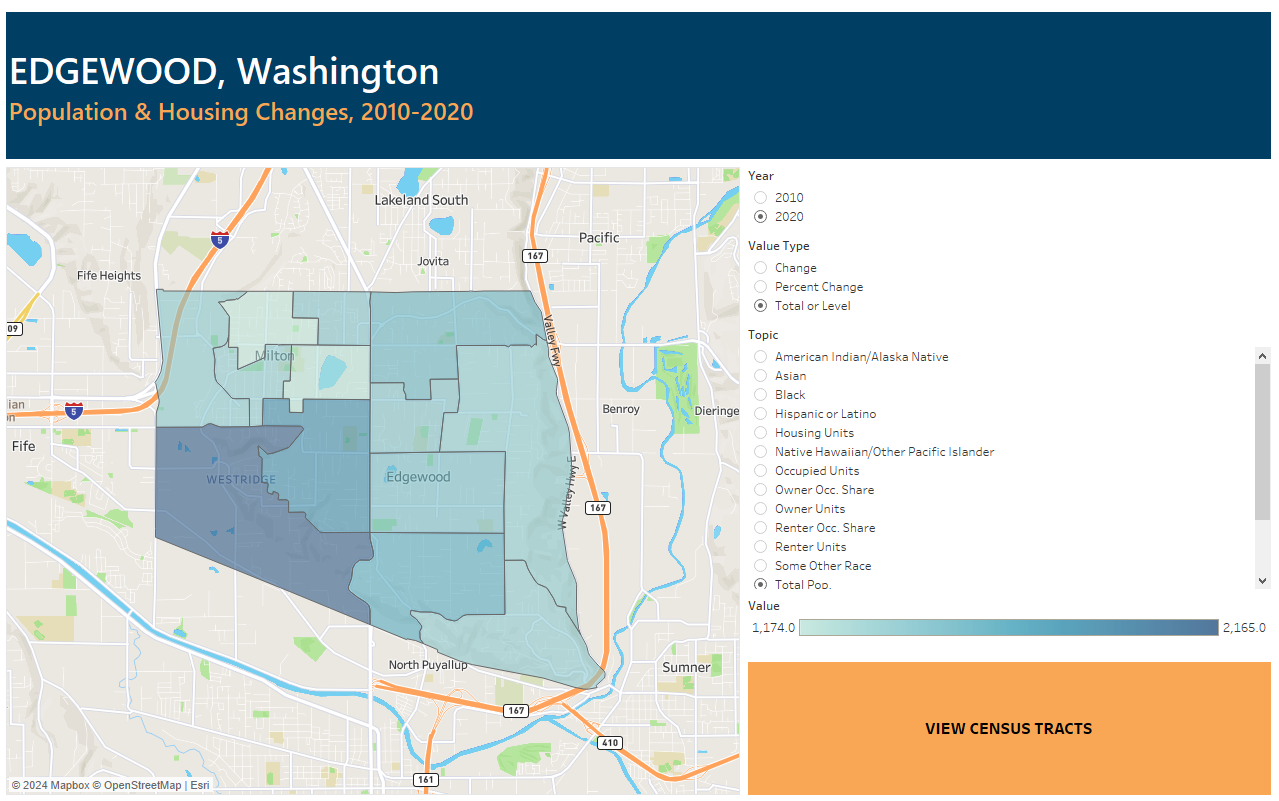 EDGEWOOD, Washington
Population & Housing Changes, 2010-2020
Lakeland South
Pacific
5
167
Jovita
Fife Heights
09
Valley Fwy
Milton
ian
5
Benroy
Dieringe
Fife
WESTRIDGE
Edgewood
W Valley Hwy E
167
North Puyallup
Sumner
167
410
161
© 2024 Mapbox © OpenStreetMap | Esri
Year
2010
2020
Value Type
Change
Percent Change
Total or Level
Topic
American Indian/Alaska Native
Asian
Black
Hispanic or Latino
Housing Units
Native Hawaiian/Other Pacific Islander
Occupied Units
Owner Occ. Share
Owner Units
Renter Occ. Share
Renter Units
Some Other Race
Total Pop.
Value
1,174.0 2,165.0
VIEW CENSUS TRACTS